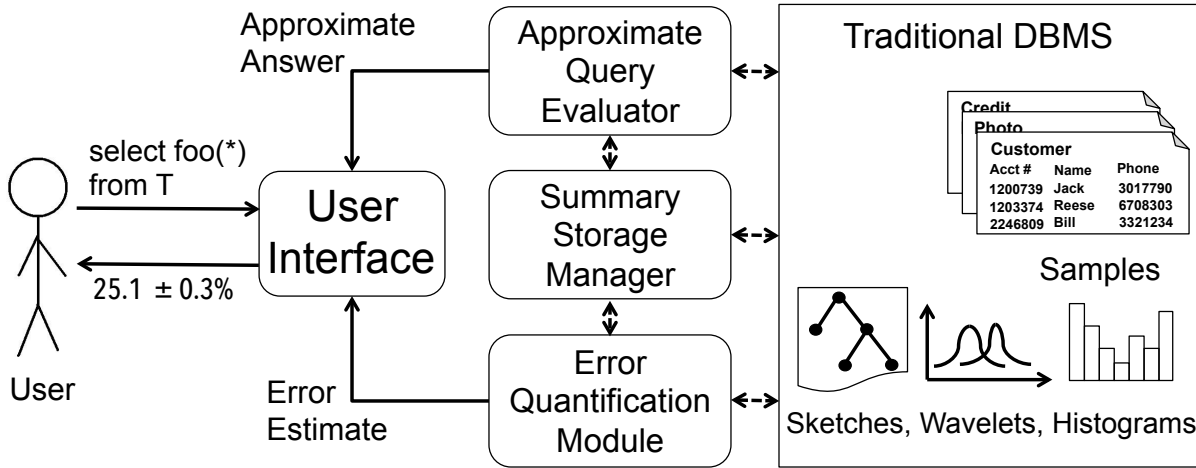 Approximate
Answer
select foo(*)
from T
25.1 ± 0.3%
User
User
Interface
Error
Estimate
Approximate
Query
Evaluator
Summary
Storage
Manager
Error
Quantification
Module
Traditional DBMS
Credit
Photo
Customer
Acct # Name Phone
1200739 Jack 3017790
1203374 Reese 6708303
2246809 Bill 3321234
Samples
Sketches, Wavelets, Histograms